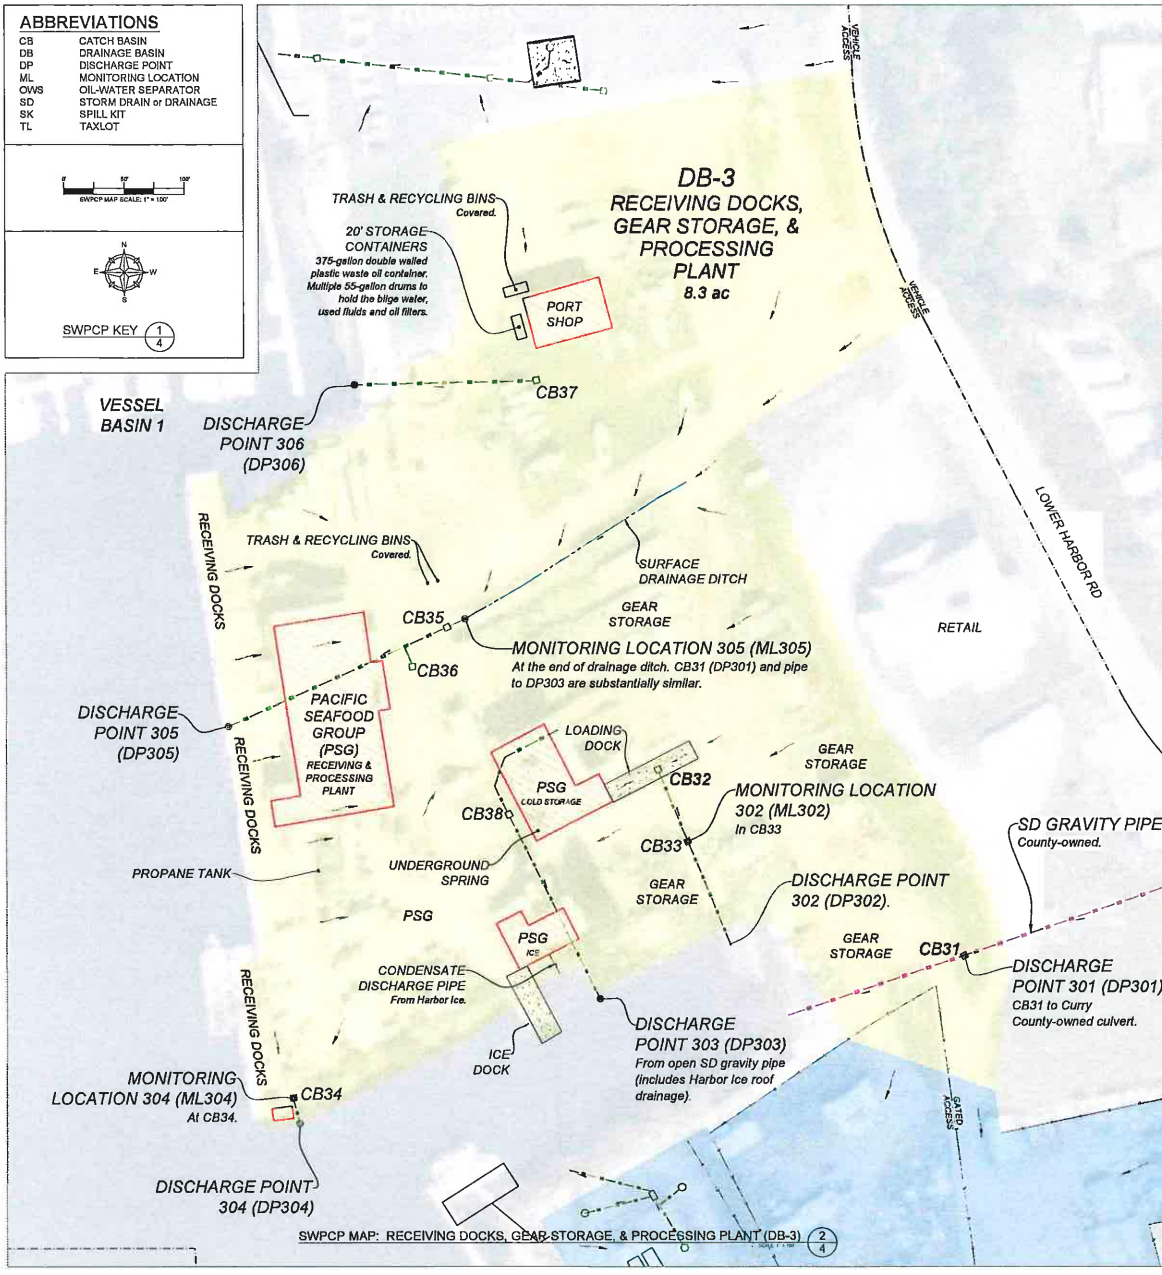 ABBREVIATIONS
CB CATCH BASIN
DB DRAINAGE BASIN
DP DISCHARGE POINT
ML MONITORING LOCATION
OWS OIL-WATER SEPARATOR
SD STORM DRAIN or DRAINAGE
SK SPILL KIT
TL TAXLOT
0' 50' 100'
SWPCP MAP SCALE: 1" = 100'
N
E W
S
SWPCP KEY 1
4
VEHICLE
ACCESS
DB-3
RECEIVING DOCKS,
GEAR STORAGE, &
PROCESSING
PLANT
8.3 ac
TRASH & RECYCLING BINS
Covered.
20' STORAGE
CONTAINERS
375-gallon double walled
plastic waste oil container.
Multiple 55-gallon drums to
hold the bilge water,
used fluids and oil filters.
PORT
SHOP
VEHICLE
ACCESS
CB37
VESSEL
BASIN 1
DISCHARGE
POINT 306
(DP306)
LOWER HARBOR RD
RECEIVING DOCKS
TRASH & RECYCLING BINS
Covered.
SURFACE
DRAINAGE DITCH
GEAR
STORAGE
RETAIL
CB35
CB36
MONITORING LOCATION 305 (ML305)
At the end of drainage ditch. CB31 (DP301) and pipe
to DP303 are substantially similar.
DISCHARGE
POINT 305
(DP305)
PACIFIC
SEAFOOD
GROUP
(PSG)
RECEIVING &
PROCESSING
PLANT
RECEIVING DOCKS
LOADING
DOCK
GEAR
STORAGE
PSG
COLD STORAGE
CB32
MONITORING LOCATION
302 (ML302)
In CB33
CB38
CB33
SD GRAVITY PIPE
County-owned.
PROPANE TANK
UNDERGROUND
SPRING
GEAR
STORAGE
DISCHARGE POINT
302 (DP302).
PSG
PSG
ICE
GEAR
STORAGE
CB31
CONDENSATE
DISCHARGE PIPE
From Harbor Ice.
DISCHARGE
POINT 301 (DP301)
CB31 to Curry
County-owned culvert.
RECEIVING DOCKS
ICE
DOCK
DISCHARGE
POINT 303 (DP303)
From open SD gravity pipe
(includes Harbor Ice roof
drainage).
MONITORING
LOCATION 304 (ML304)
At CB34.
CB34
GATED
ACCESS
DISCHARGE POINT
304 (DP304)
SWPCP MAP: RECEIVING DOCKS, GEAR STORAGE, & PROCESSING PLANT (DB-3) 2
4
SCALE 1" = 100'